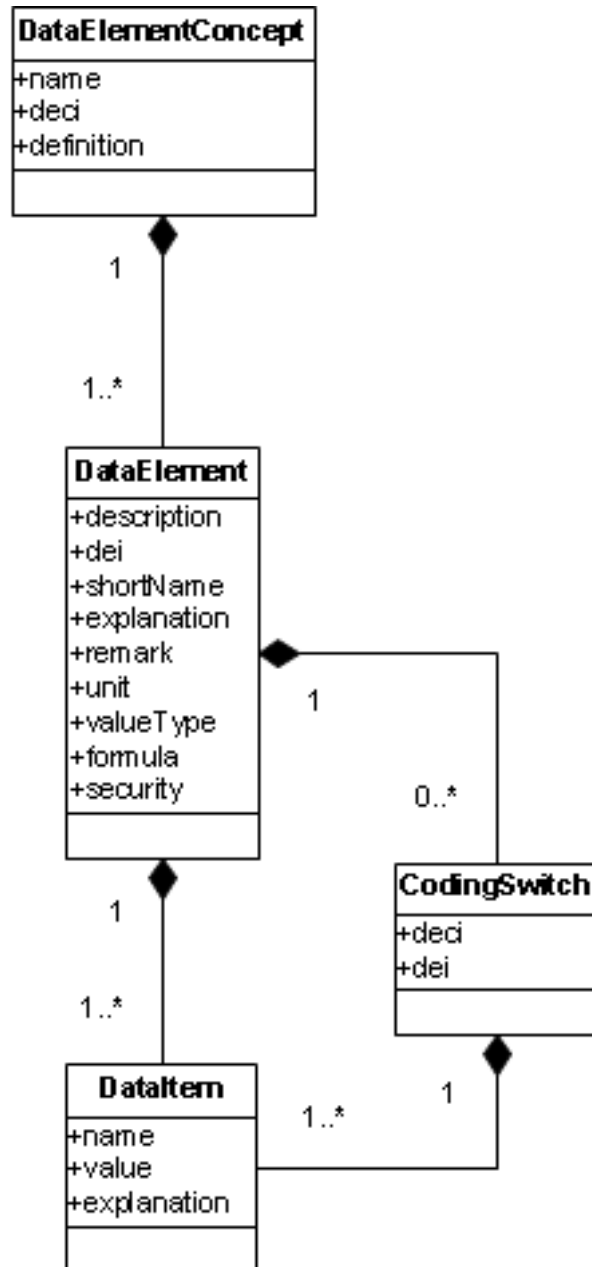 DataElementConcept
+name
+deci
+definition
1
1..*
DataElement
+description
+dei
+shortName
+explanation
+remark
+unit
+valueType
+formula
+security
1
0..*
CodingSwitch
+deci
+dei
1
1..*
1
1..*
DataItem
+name
+value
+explanation